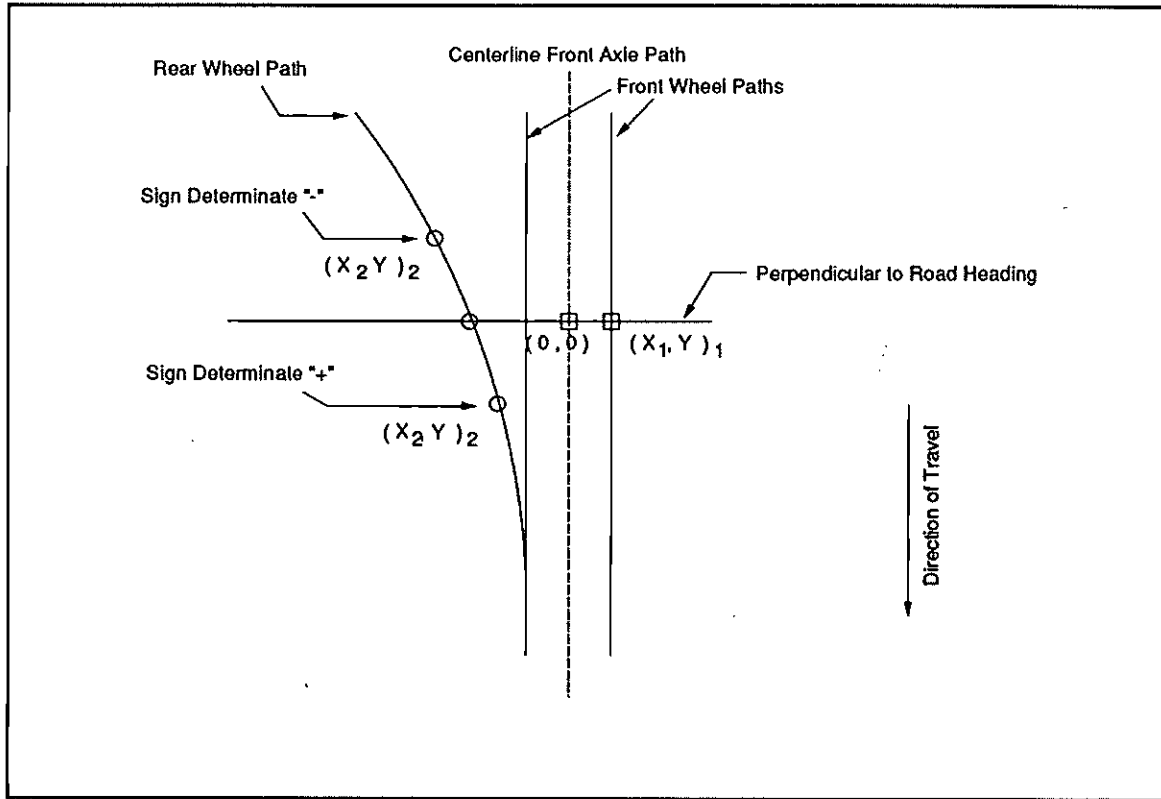 Centerline Front Axle Path
Rear Wheel Path
Front Wheel Paths
Sign Determinate "-"
(X₂Y)₂
Perpendicular to Road Heading
(0,0)
(X₁,Y)₁
Sign Determinate "+"
(X₂Y)₂
Direction of Travel